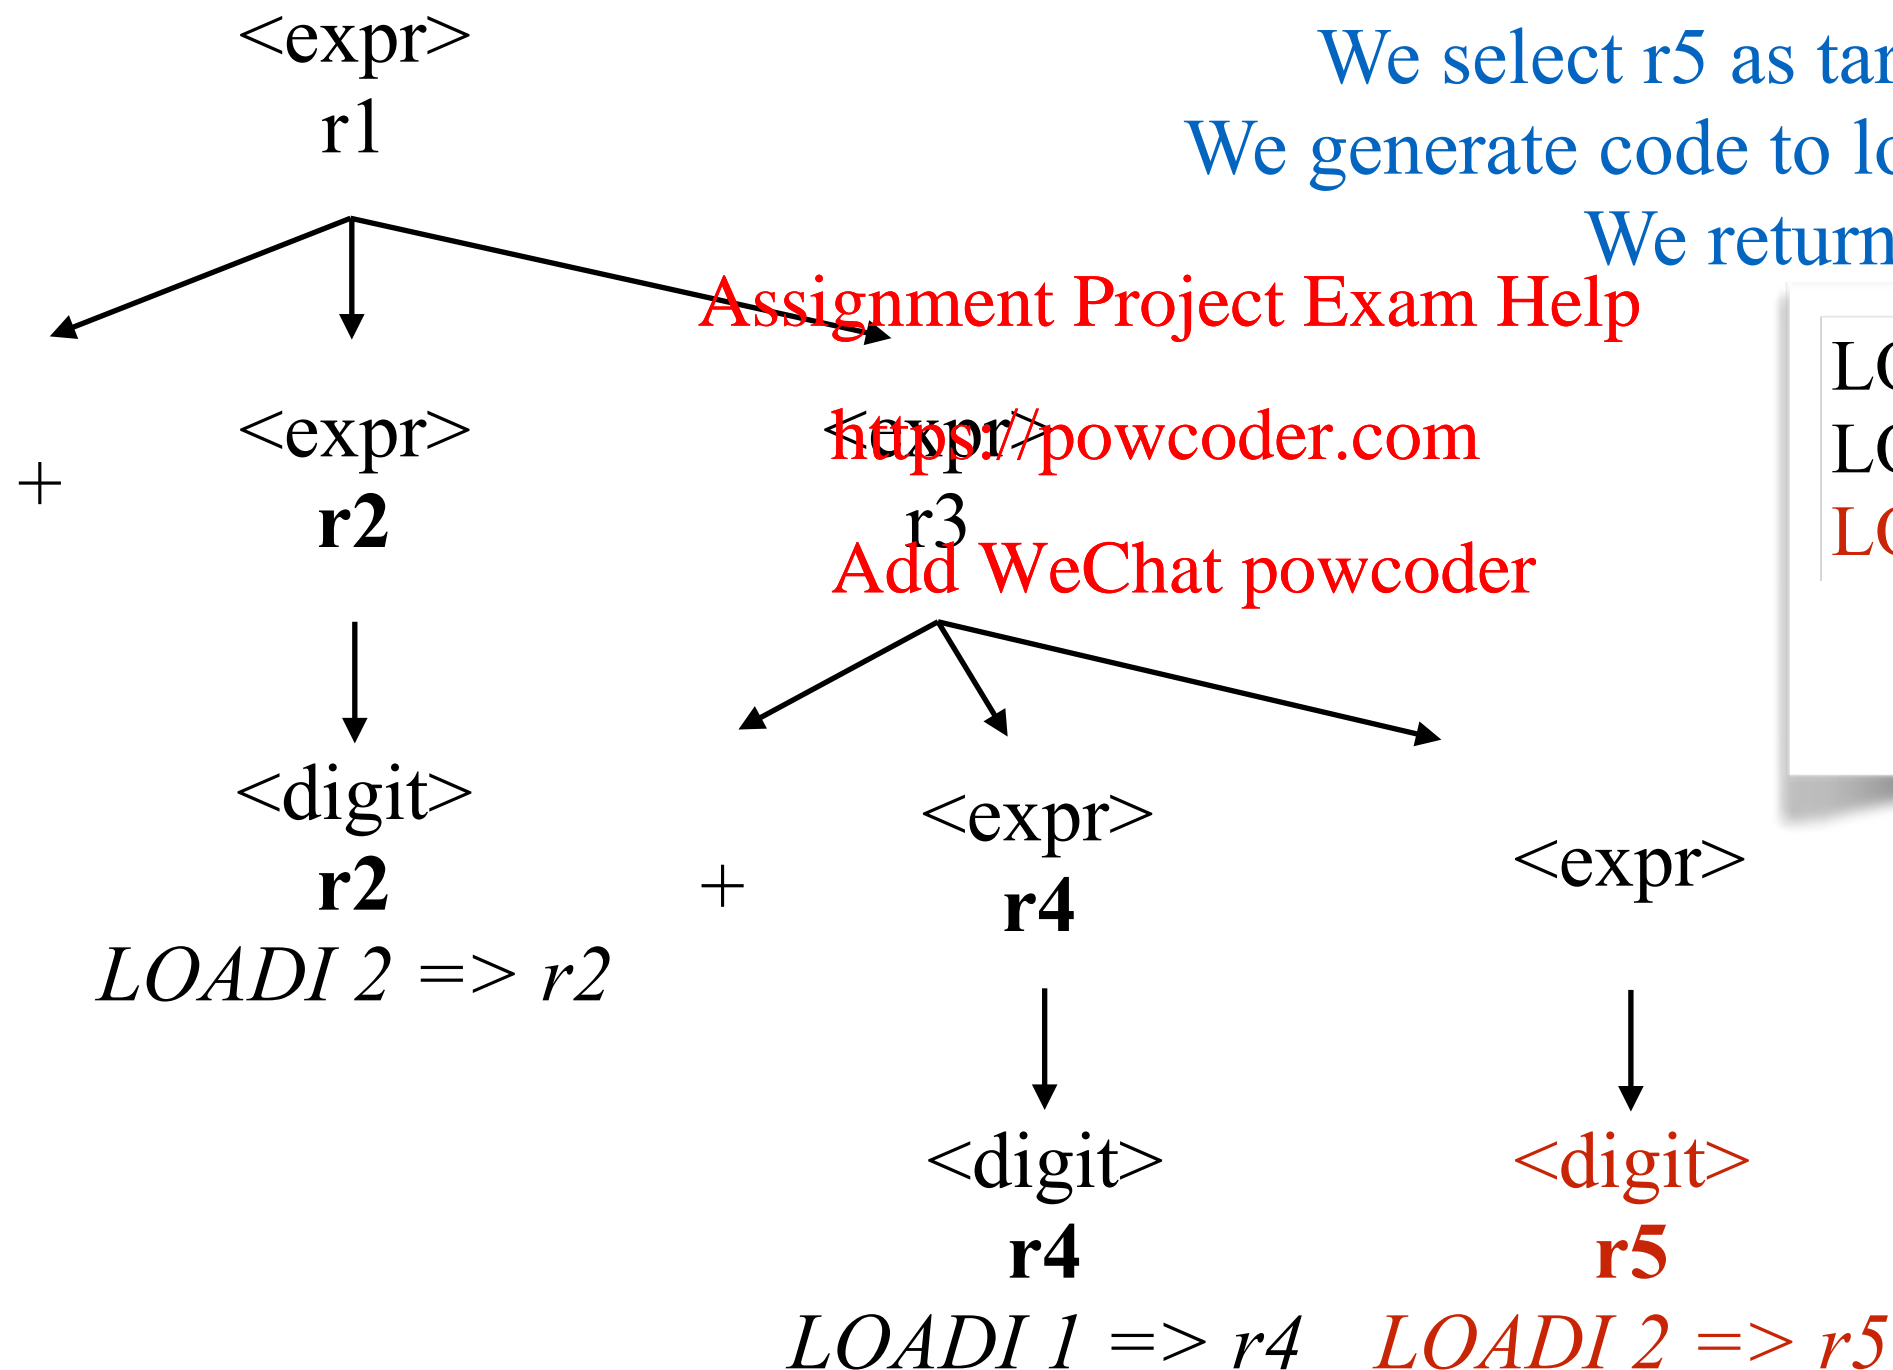 <expr>
r1
We select r5 as
We generate code to
We return
Assignment Project Exam Help
<expr>
r2
+
<expr>
r3
https://powcoder.com
Add WeChat powcoder
<digit>
r2
LOADI 2 => r2
+
<expr>
r4
<expr>
<digit>
r4
LOADI 1 => r4
<digit>
r5
LOADI 2 => r5